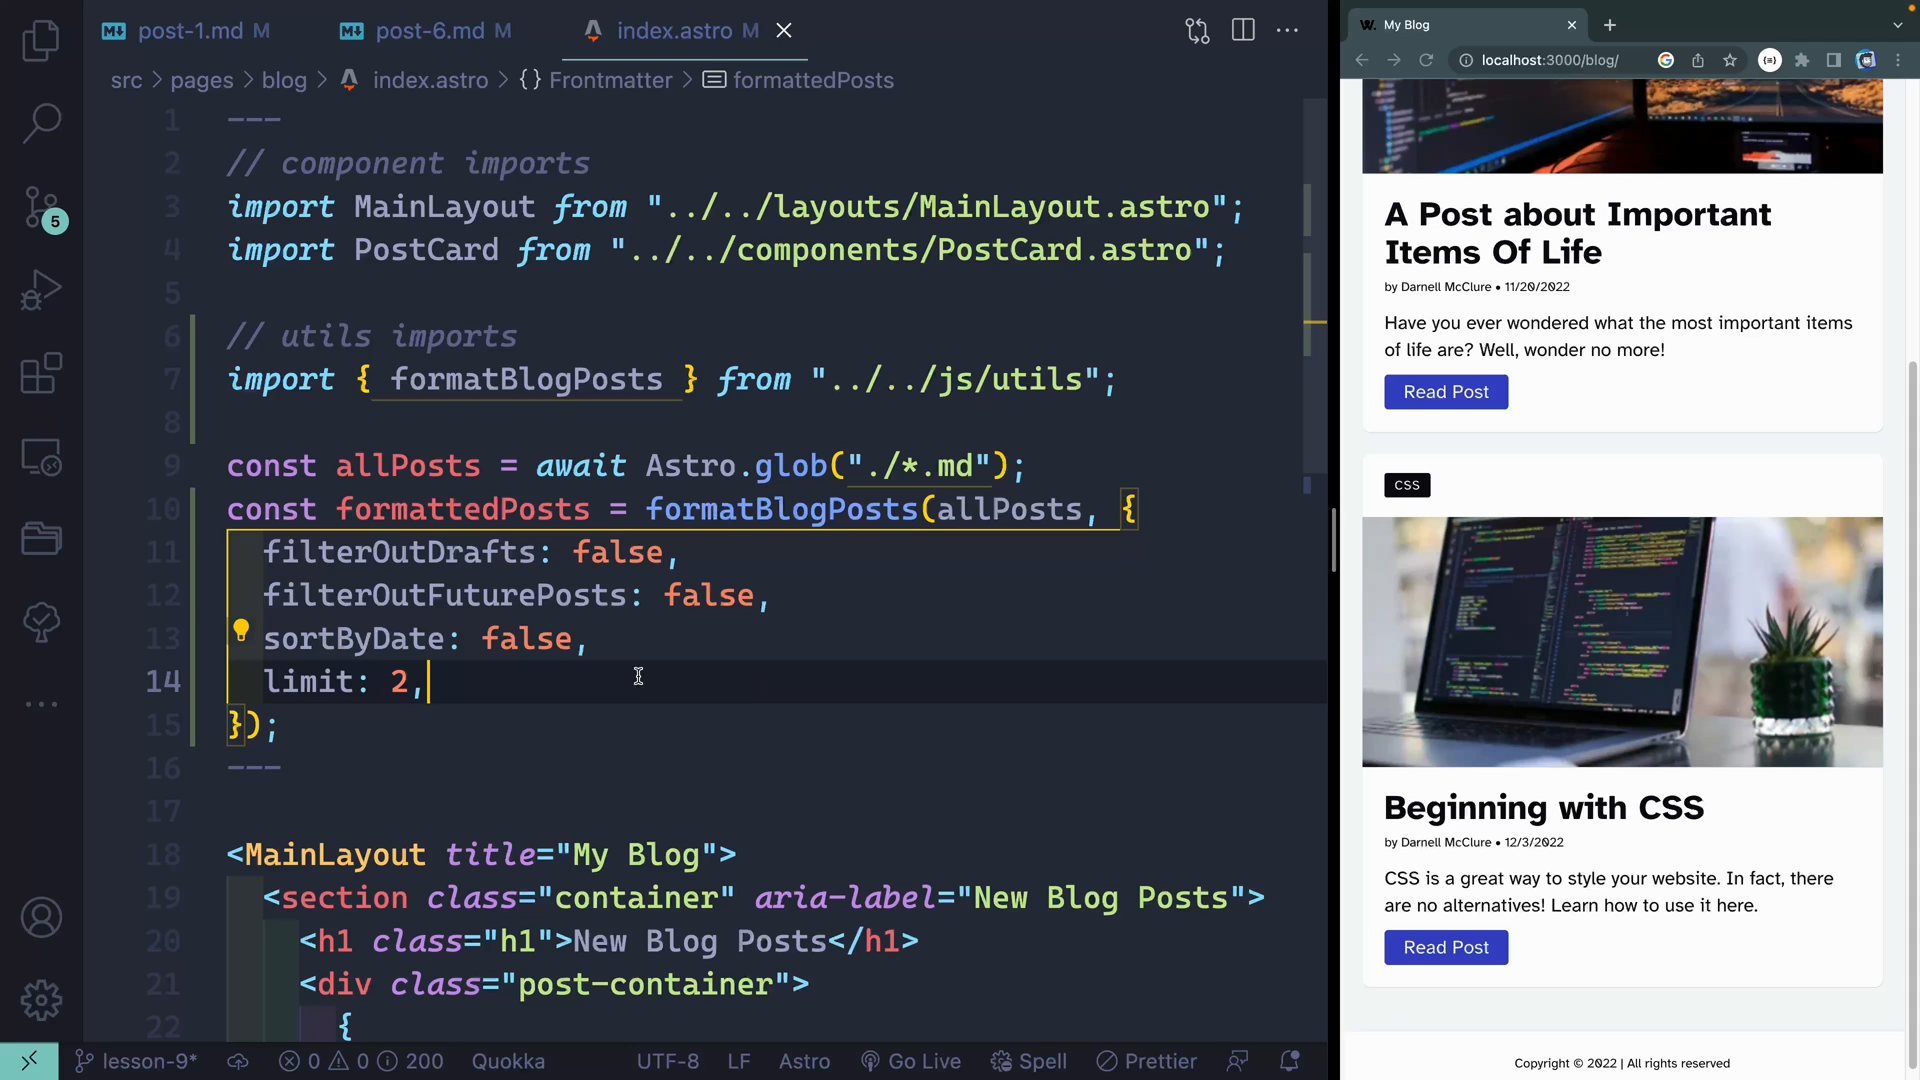 post-1.md M
post-6.md M
index.astro M
src > pages > blog > index.astro > {} Frontmatter > formattedPosts
1 ---
2 // component imports
3 import MainLayout from "../../layouts/MainLayout.astro";
4 import PostCard from "../../components/PostCard.astro";
5
6 // utils imports
7 import { formatBlogPosts } from "../../js/utils";
8
9 const allPosts = await Astro.glob("./*.md");
10 const formattedPosts = formatBlogPosts(allPosts, {
11 filterOutDrafts: false,
12 filterOutFuturePosts: false,
13 sortByDate: false,
14 limit: 2,
15 });
16 ---
17
18 <MainLayout title="My Blog">
19 <section class="container" aria-label="New Blog Posts">
20 <h1 class="h1">New Blog Posts</h1>
21 <div class="post-container">
22 {
5
lesson-9* 0 0 200 Quokka UTF-8 LF Astro Go Live Spell Prettier
W. My Blog
localhost:3000/blog/
A Post about Important
Items Of Life
by Darnell McClure • 11/20/2022
Have you ever wondered what the most important items
of life are? Well, wonder no more!
Read Post
CSS
Beginning with CSS
by Darnell McClure • 12/3/2022
CSS is a great way to style your website. In fact, there
are no alternatives! Learn how to use it here.
Read Post
Copyright © 2022 | All rights reserved